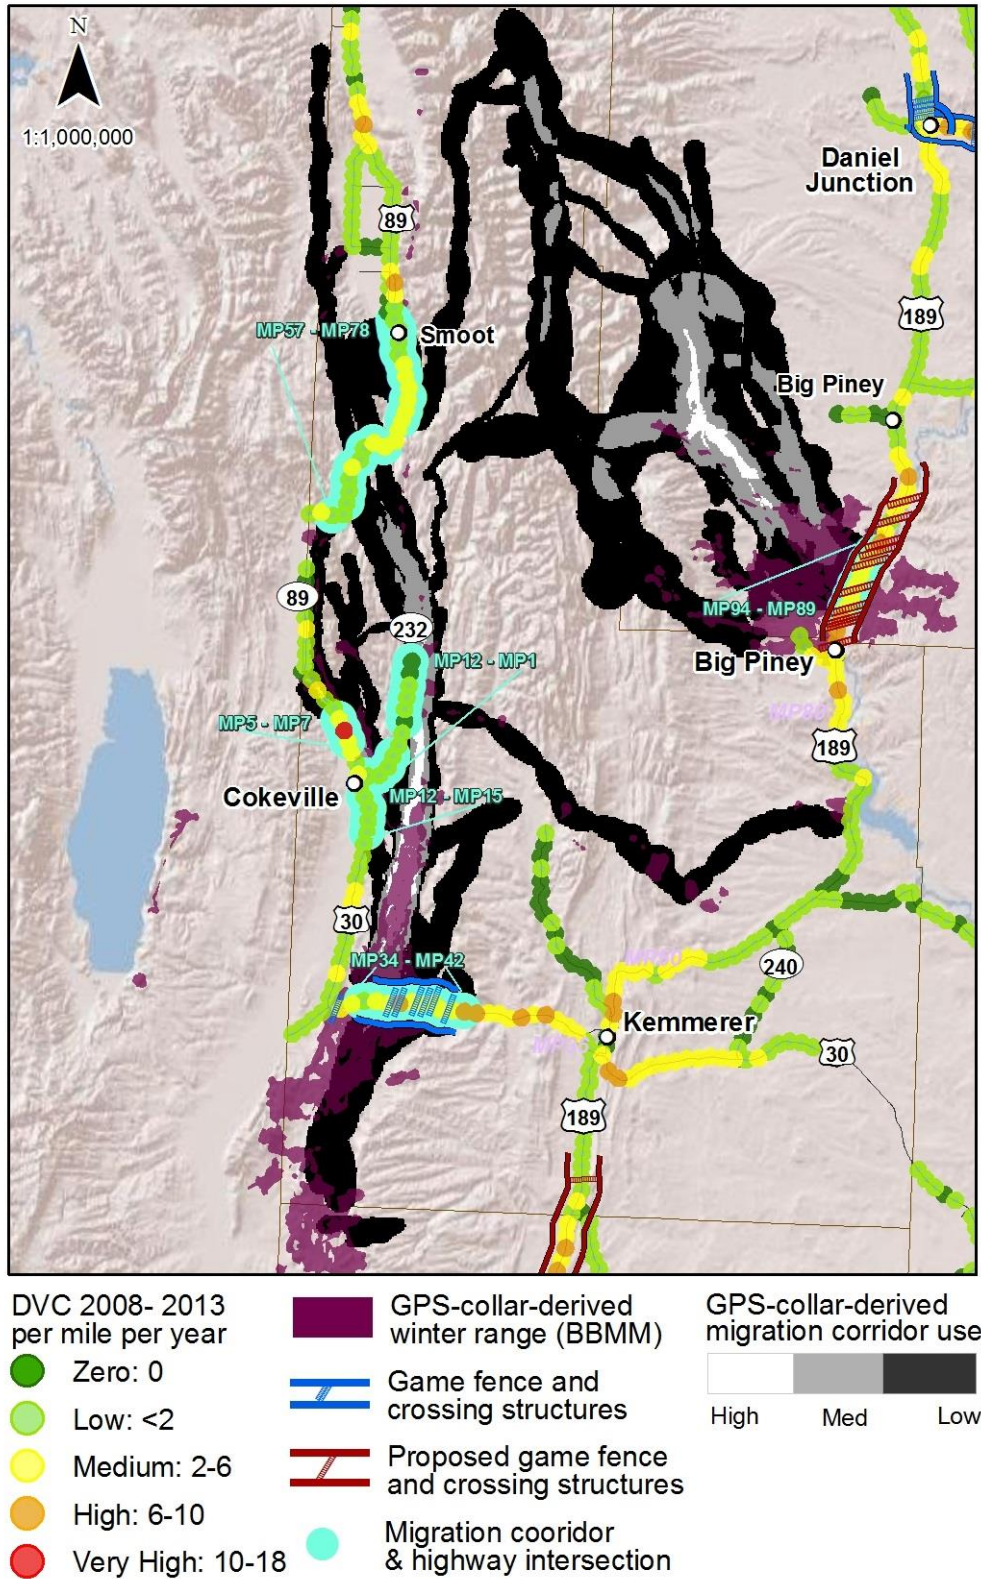 N
1:1,000,000
Daniel
Junction
89
189
MP57 - MP78
Smoot
Big Piney
89
232
MP94 - MP89
MP12 - MP1
Big Piney
MP5 - MP7
189
Cokeville
MP12 - MP15
30
MP34 - MP42
240
Kemmerer
30
189
DVC 2008- 2013
per mile per year
Zero: 0
Low: <2
Medium: 2-6
High: 6-10
Very High: 10-18
GPS-collar-derived
winter range (BBMM)
Game fence and
crossing structures
Proposed game fence
and crossing structures
Migration cooridor
& highway intersection
GPS-collar-derived
migration corridor use
High Med Low